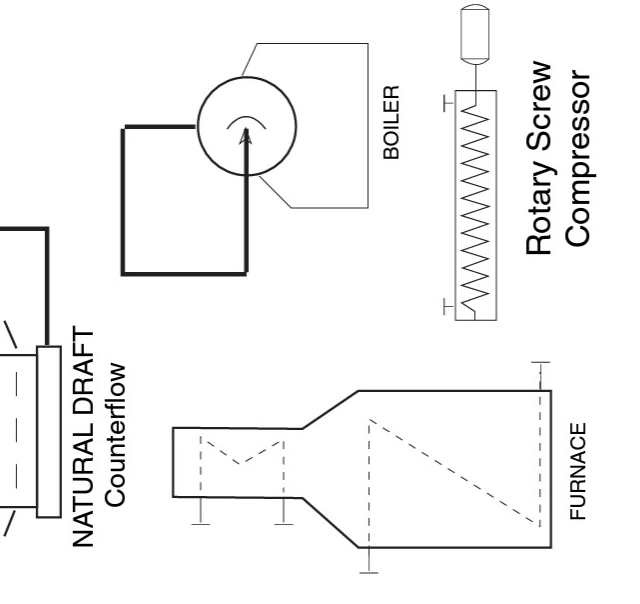 BOILER
Rotary Screw
Compressor
NATURAL DRAFT
Counterflow
FURNACE